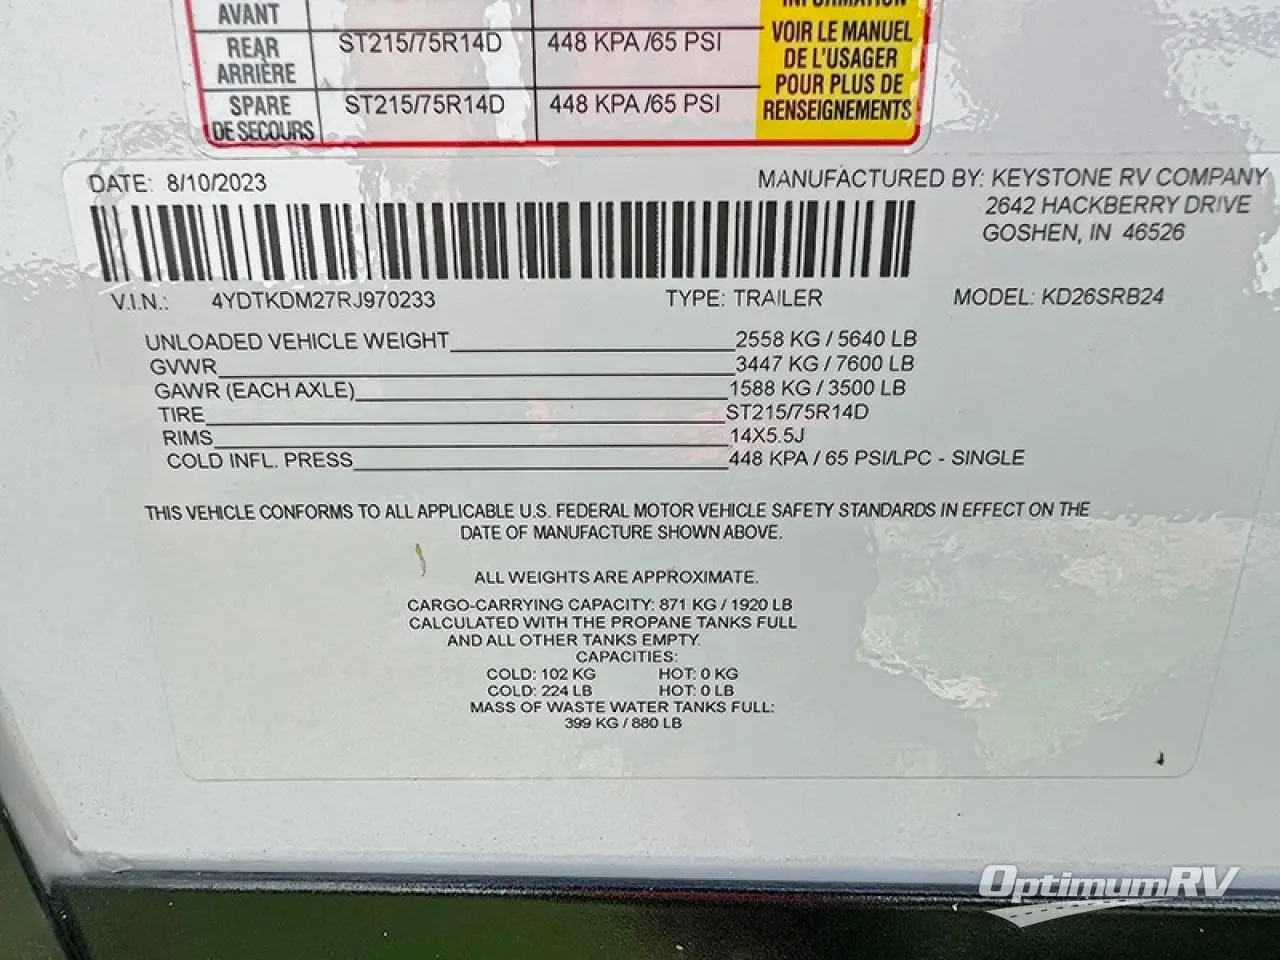 AVANT
INFORMATION
REAR ST215/75R14D 448 KPA /65 PSI VOIR LE MANUEL
ARRIÈRE DE L'USAGER
SPARE ST215/75R14D 448 KPA /65 PSI POUR PLUS DE
DE SECOURS RENSEIGNEMENTS
DATE: 8/10/2023 MANUFACTURED BY: KEYSTONE RV COMPANY
2642 HACKBERRY DRIVE
GOSHEN, IN 46526
V.I.N.: 4YDTKDM27RJ970233 TYPE: TRAILER MODEL: KD26SRB24
UNLOADED VEHICLE WEIGHT 2558 KG / 5640 LB
GVWR 3447 KG / 7600 LB
GAWR (EACH AXLE) 1588 KG / 3500 LB
TIRE ST215/75R14D
RIMS 14X5.5J
COLD INFL. PRESS 448 KPA / 65 PSI/LPC - SINGLE
THIS VEHICLE CONFORMS TO ALL APPLICABLE U.S. FEDERAL MOTOR VEHICLE SAFETY STANDARDS IN EFFECT ON THE
DATE OF MANUFACTURE SHOWN ABOVE.
ALL WEIGHTS ARE APPROXIMATE.
CARGO-CARRYING CAPACITY: 871 KG / 1920 LB
CALCULATED WITH THE PROPANE TANKS FULL
AND ALL OTHER TANKS EMPTY.
CAPACITIES:
COLD: 102 KG HOT: 0 KG
COLD: 224 LB HOT: 0 LB
MASS OF WASTE WATER TANKS FULL:
399 KG / 880 LB
OptimumRV